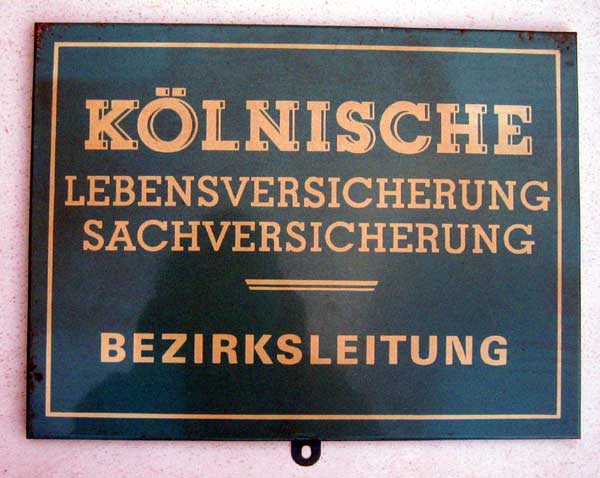 KÖLNISCHE
LEBENSVERSICHERUNG
SACHVERSICHERUNG
BEZIRKSLEITUNG